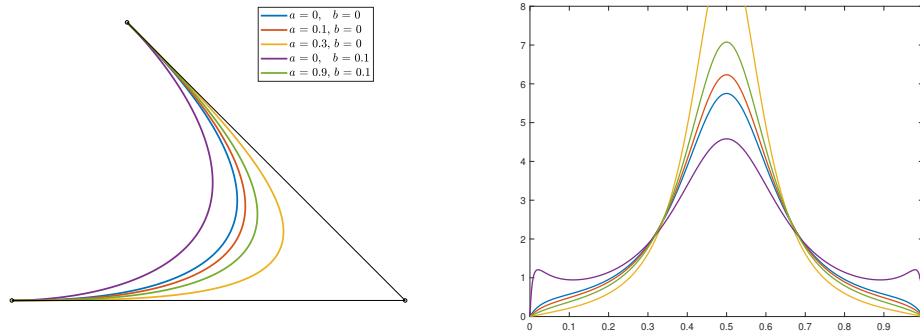 a = 0, b = 0
a = 0.1, b = 0
a = 0.3, b = 0
a = 0, b = 0.1
a = 0.9, b = 0.1
8
7
6
5
4
3
2
1
0
0 0.1 0.2 0.3 0.4 0.5 0.6 0.7 0.8 0.9